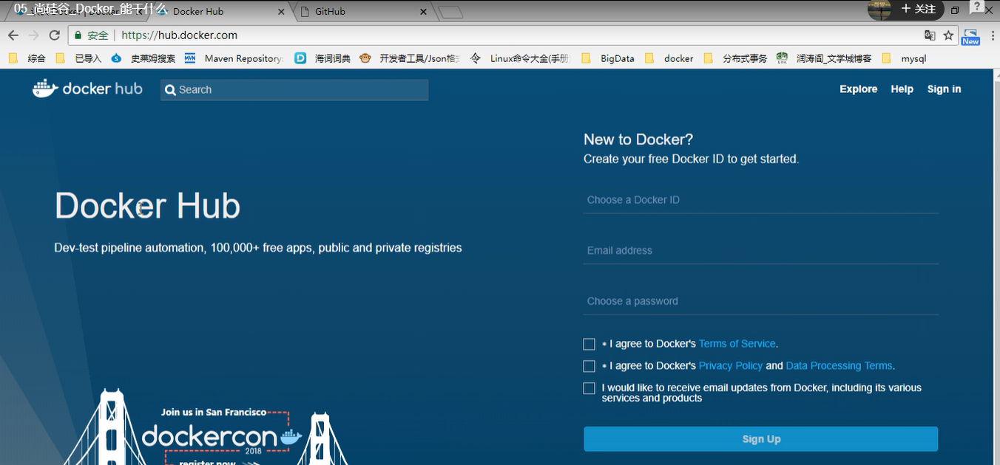 05_尚硅谷_Docker_能干什么
Docker Hub
GitHub
+ 关注
安全
https://hub.docker.com
New
综合
已导入
史莱姆搜索
Maven Repository:
海词词典
开发者工具/Json格
Linux命令大全(手册
BigData
docker
分布式事务
润涛阎_文学城博客
mysql
docker hub
Search
Explore
Help
Sign in
New to Docker?
Create your free Docker ID to get started.
Docker Hub
Dev-test pipeline automation, 100,000+ free apps, public and private registries
Choose a Docker ID
Email address
Choose a password
* I agree to Docker's Terms of Service.
* I agree to Docker's Privacy Policy and Data Processing Terms.
I would like to receive email updates from Docker, including its various
services and products
Sign Up
Join us in San Francisco
dockercon
2018
register now